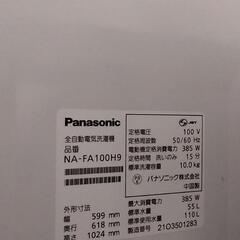 Panasonic
JET
全自動電気洗濯機
品番
NA-FA100H9
定格電圧 100 V
定格周波数 50/60 Hz
電動機定格消費電力 385 W
定格時間 洗いのみ 15 分
標準洗濯容量 10.0 kg
パナソニック株式会社
中国製
外形寸法
幅 599 mm
奥行 618 mm
高さ 1024 mm
最大消費電力 385 W
標準水量 55 L
標準使用水量 110 L
製造番号 21O3501283